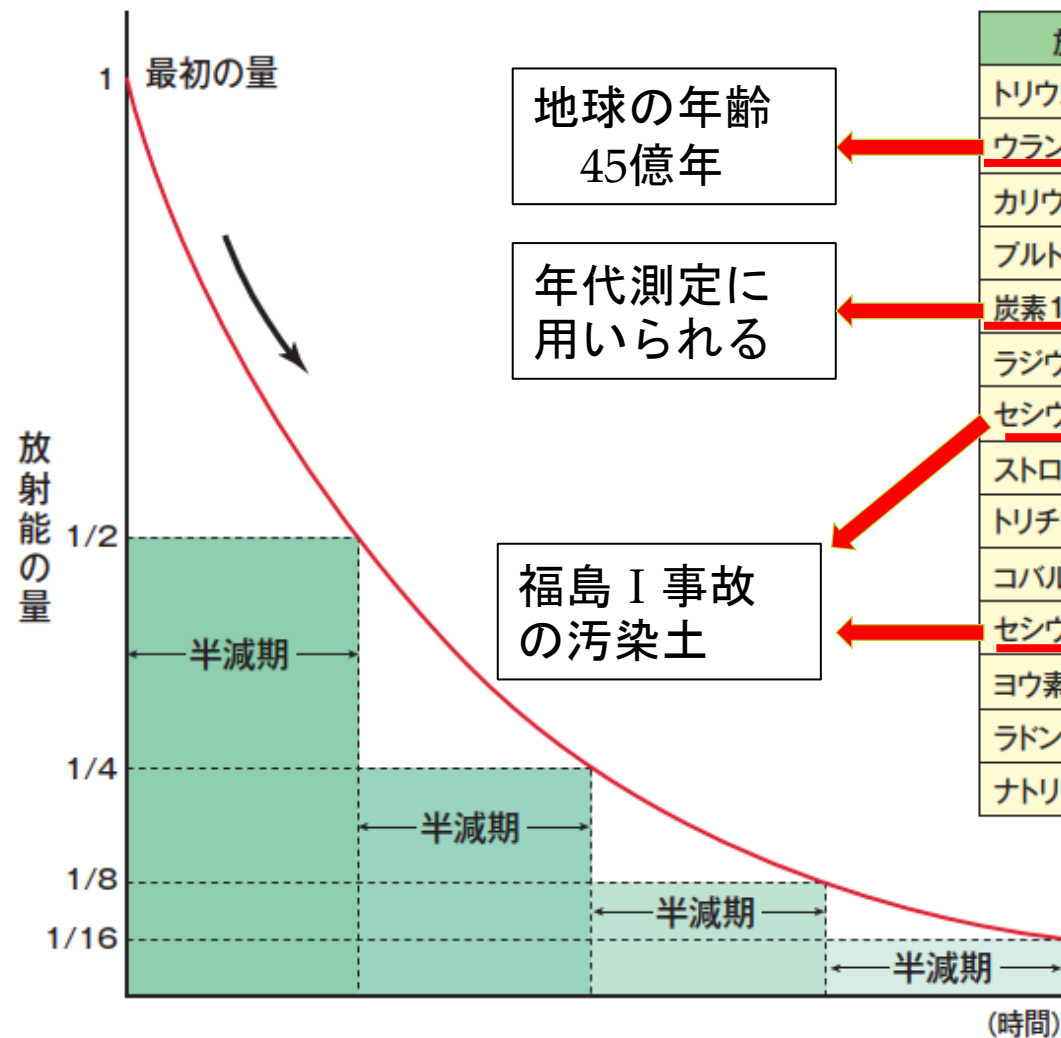 1
最初の量
放射能の量
1/2
1/4
1/8
1/16
半減期
半減期
半減期
半減期
(時間)
地球の年齢
45億年
年代測定に
用いられる
福島Ⅰ事故
の汚染土
トリウ
ウラン
カリウ
プルト
炭素1
ラジウ
セシウ
ストロ
トリチ
コバル
セシウ
ヨウ素
ラドン
ナトリ